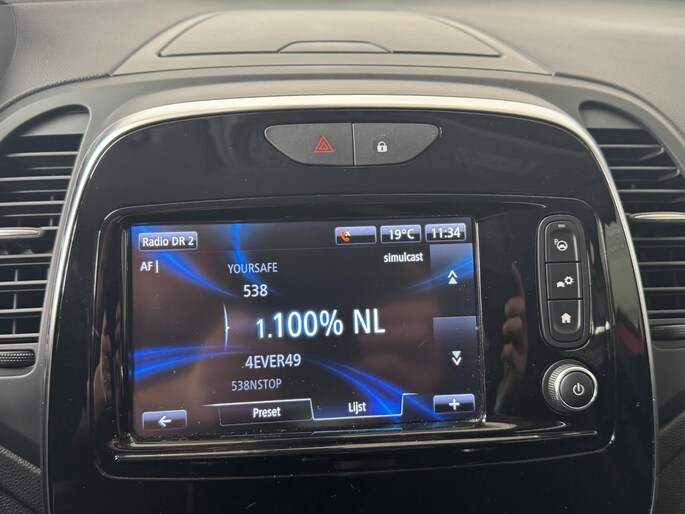 Radio DR 2
19°C
11:34
AF
simulcast
YOURSAFE
538
1.100% NL
.4EVER49
538NSTOP
Preset
Lijst